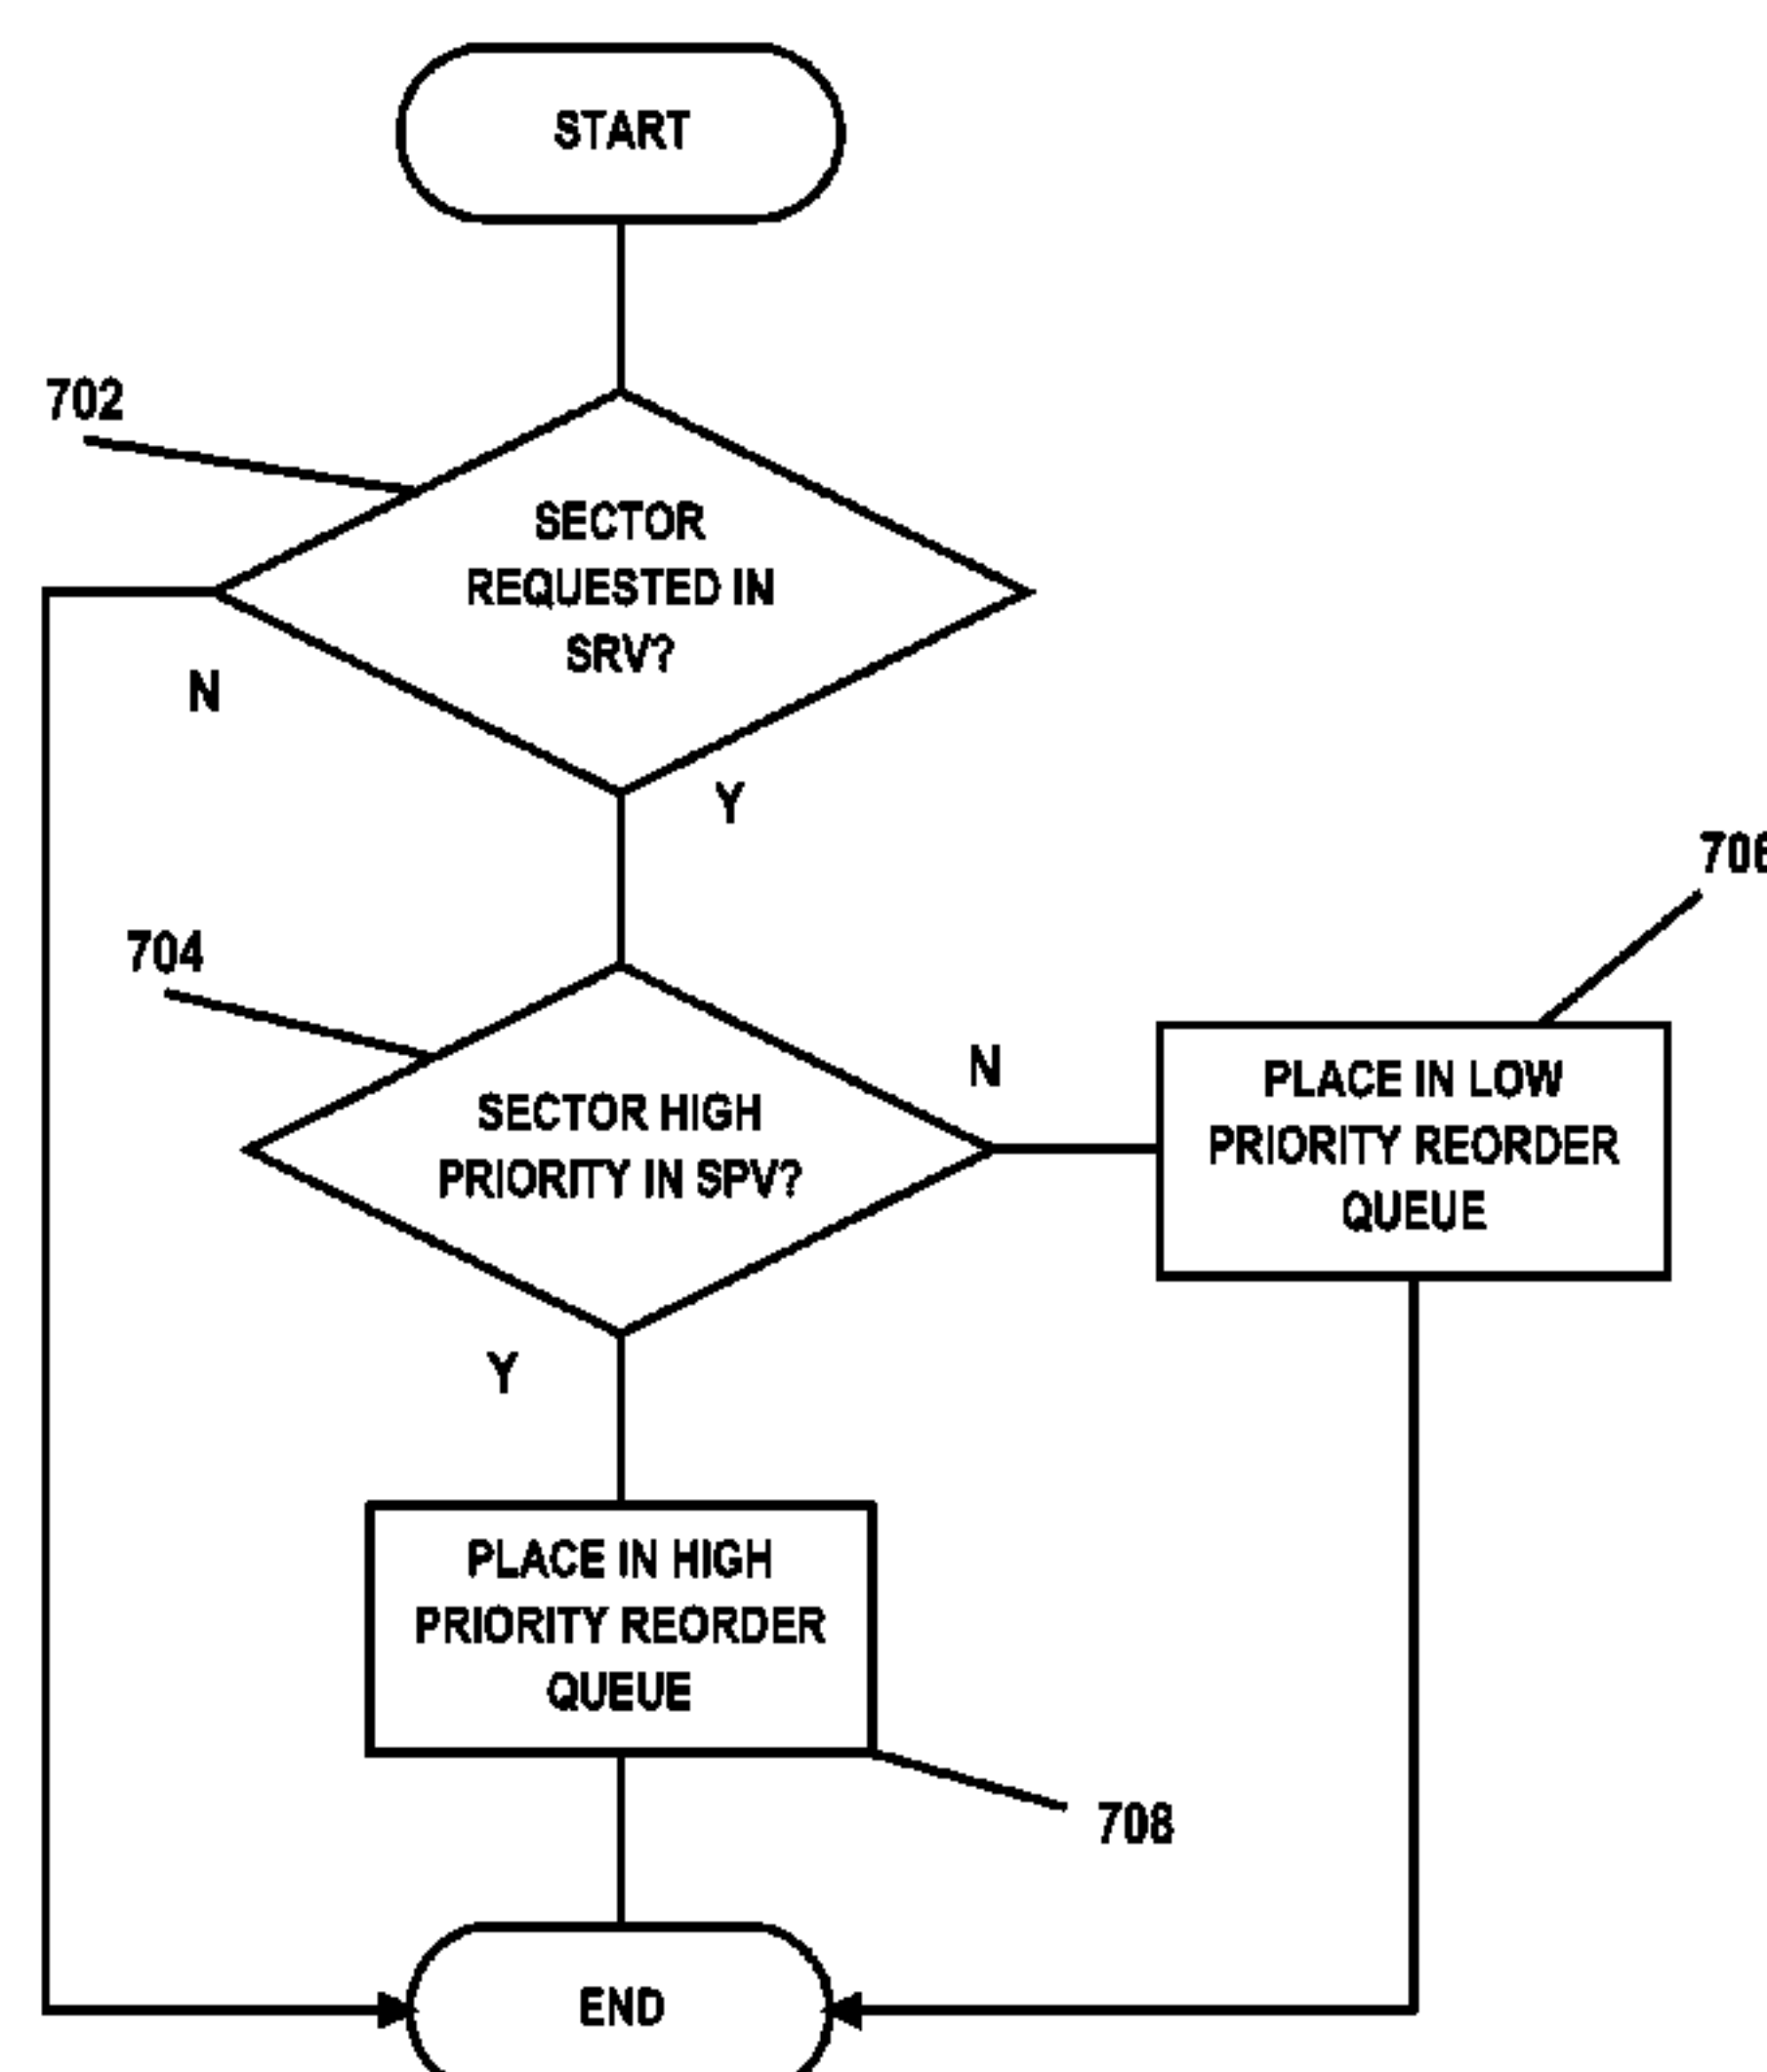 START
702
SECTOR
REQUESTED IN
SRV?
N
Y
706
704
SECTOR HIGH
PRIORITY IN SPV?
N
PLACE IN LOW
PRIORITY REORDER
QUEUE
Y
PLACE IN HIGH
PRIORITY REORDER
QUEUE
708
END